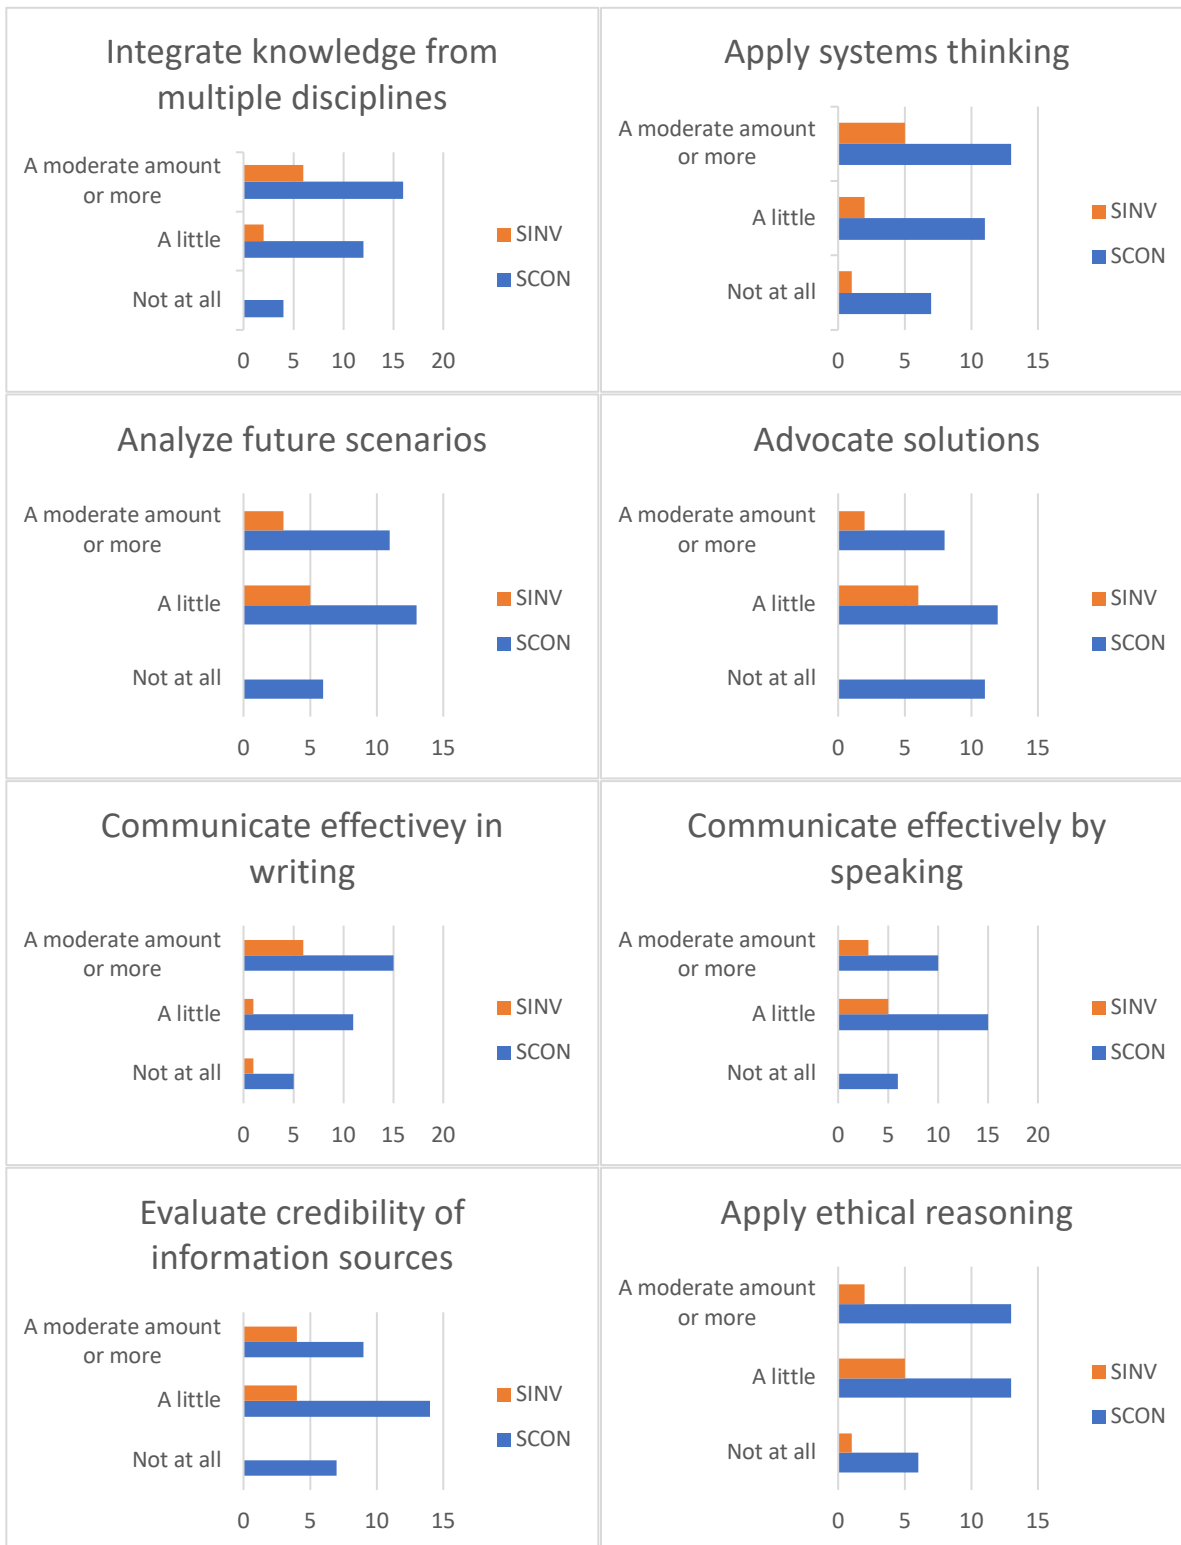 Integrate knowledge from
multiple disciplines
A moderate amount
or more
A little
Not at all
SINV
SCON
0 5 10 15 20
Apply systems thinking
A moderate amount
or more
A little
Not at all
SINV
SCON
0 5 10 15
Analyze future scenarios
A moderate amount
or more
A little
Not at all
SINV
SCON
0 5 10 15
Advocate solutions
A moderate amount
or more
A little
Not at all
SINV
SCON
0 5 10 15
Communicate effectivey in
writing
A moderate amount
or more
A little
Not at all
SINV
SCON
0 5 10 15 20
Communicate effectively by
speaking
A moderate amount
or more
A little
Not at all
SINV
SCON
0 5 10 15 20
Evaluate credibility of
information sources
A moderate amount
or more
A little
Not at all
SINV
SCON
0 5 10 15
Apply ethical reasoning
A moderate amount
or more
A little
Not at all
SINV
SCON
0 5 10 15